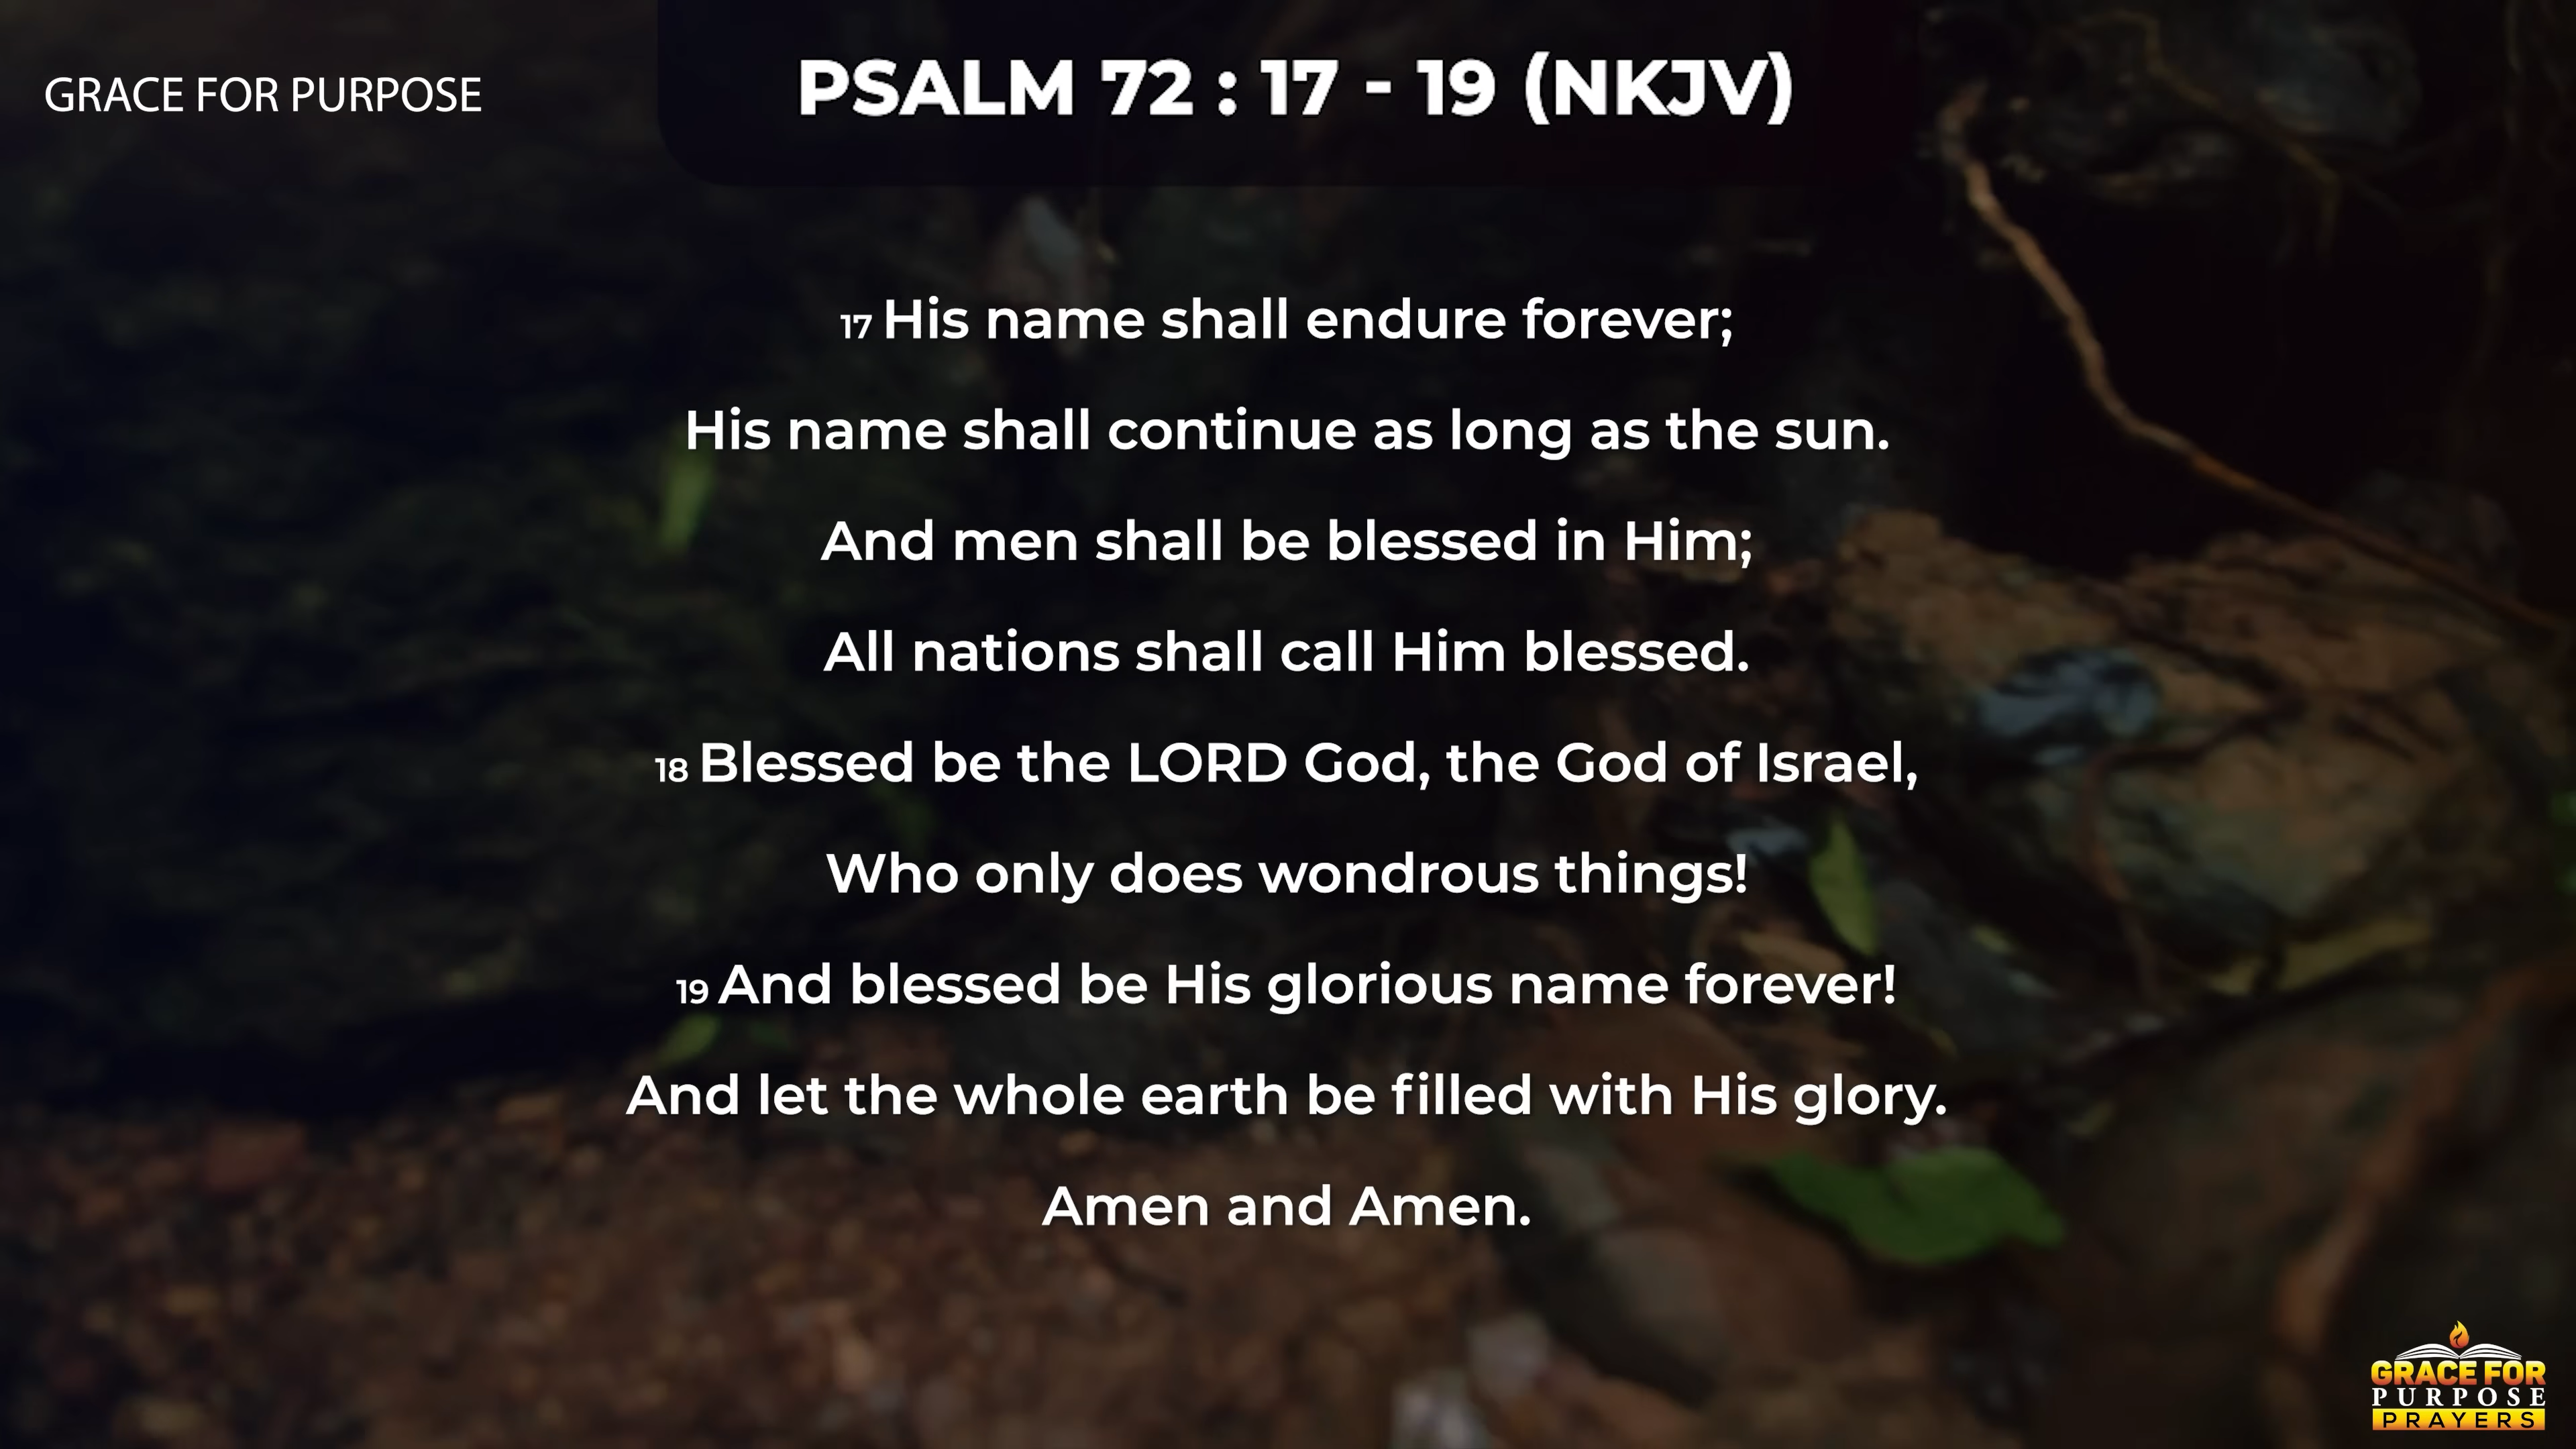 GRACE FOR PURPOSE
PSALM 72 : 17 - 19 (NKJV)
17 His name shall endure forever;
His name shall continue as long as the sun.
And men shall be blessed in Him;
All nations shall call Him blessed.
18 Blessed be the LORD God, the God of Israel,
Who only does wondrous things!
19 And blessed be His glorious name forever!
And let the whole earth be filled with His glory.
Amen and Amen.
GRACE FOR
PURPOSE
PRAYERS